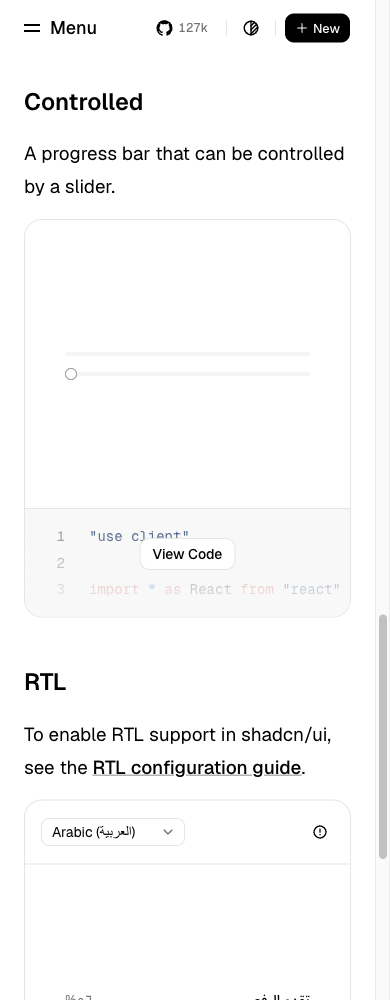 Menu
127k
New
Controlled
A progress bar that can be controlled
by a slider.
1 "use client"
View Code
2
3 import * as React from "react"
RTL
To enable RTL support in shadcn/ui,
see the RTL configuration guide.
Arabic (العربية)